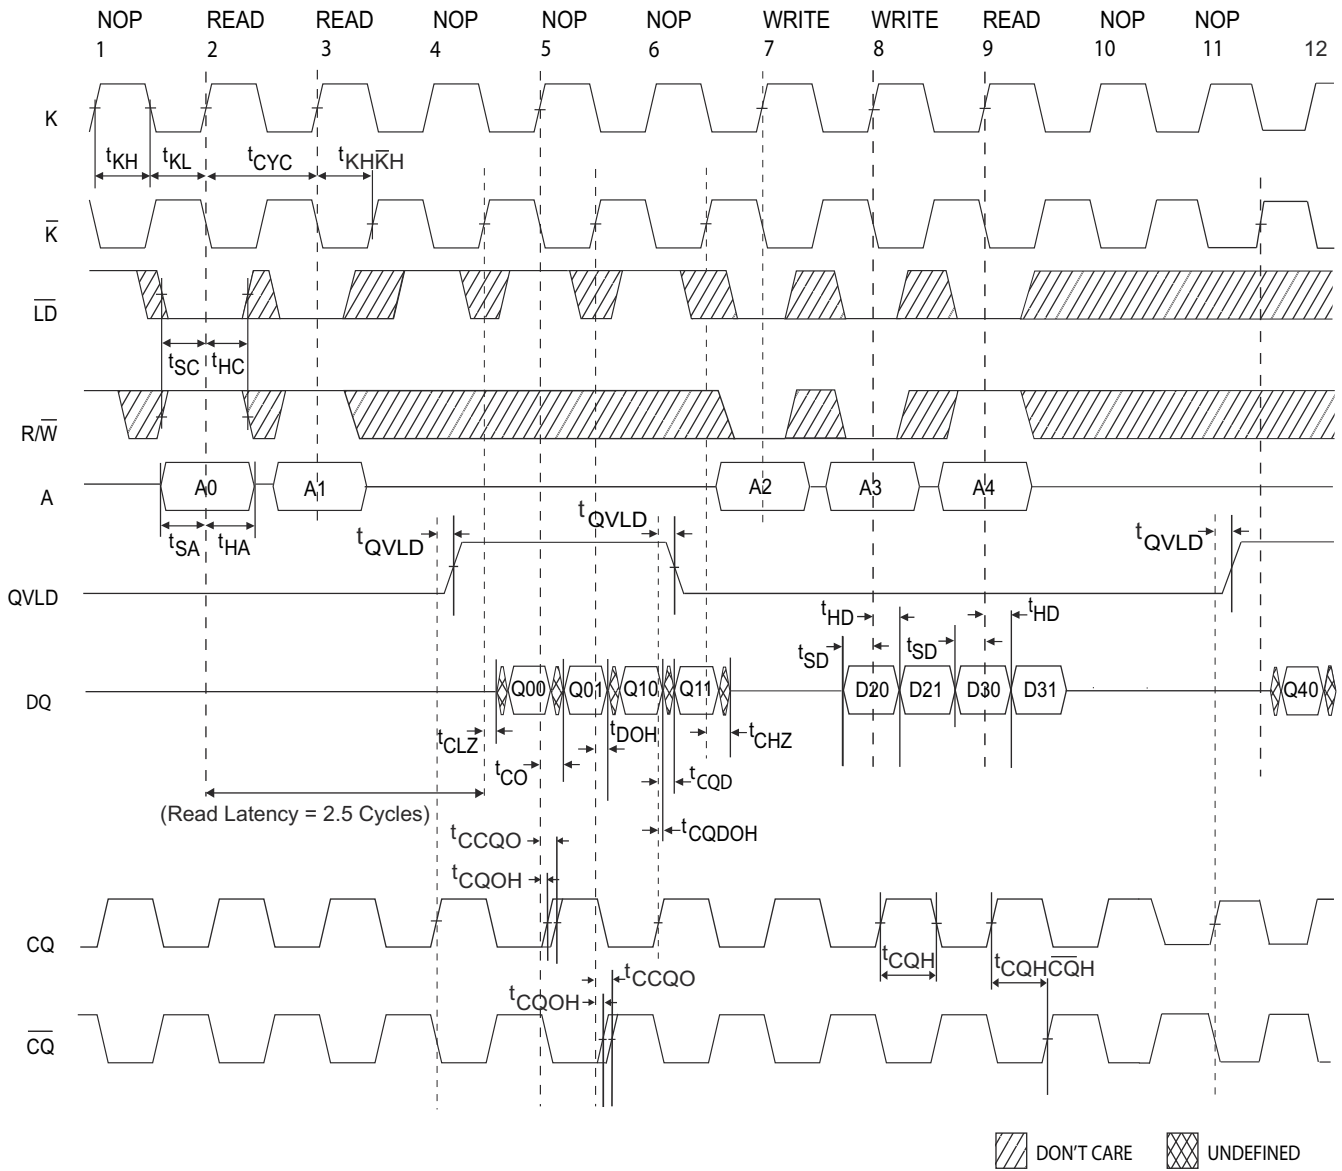 NOP READ READ NOP NOP NOP WRITE WRITE READ NOP NOP
1 2 3 4 5 6 7 8 9 10 11 12
K
tKH tKL tCYC tKHK̅H
K̅
L̅D̅
tSC tHC
R/W̅
A A0 A1 A2 A3 A4
tSA tHA tQVLD tQVLD tQVLD
QVLD
tHD tHD
tSD tSD
DQ Q00 Q01 Q10 Q11 D20 D21 D30 D31 Q40
tCLZ tDOH tCHZ
tCO tCQD
(Read Latency = 2.5 Cycles)
tCQDOH
tCCQO
tCQOH
CQ
tCQH tCQHC̅Q̅H
tCCQO
tCQOH
C̅Q̅
DON'T CARE UNDEFINED